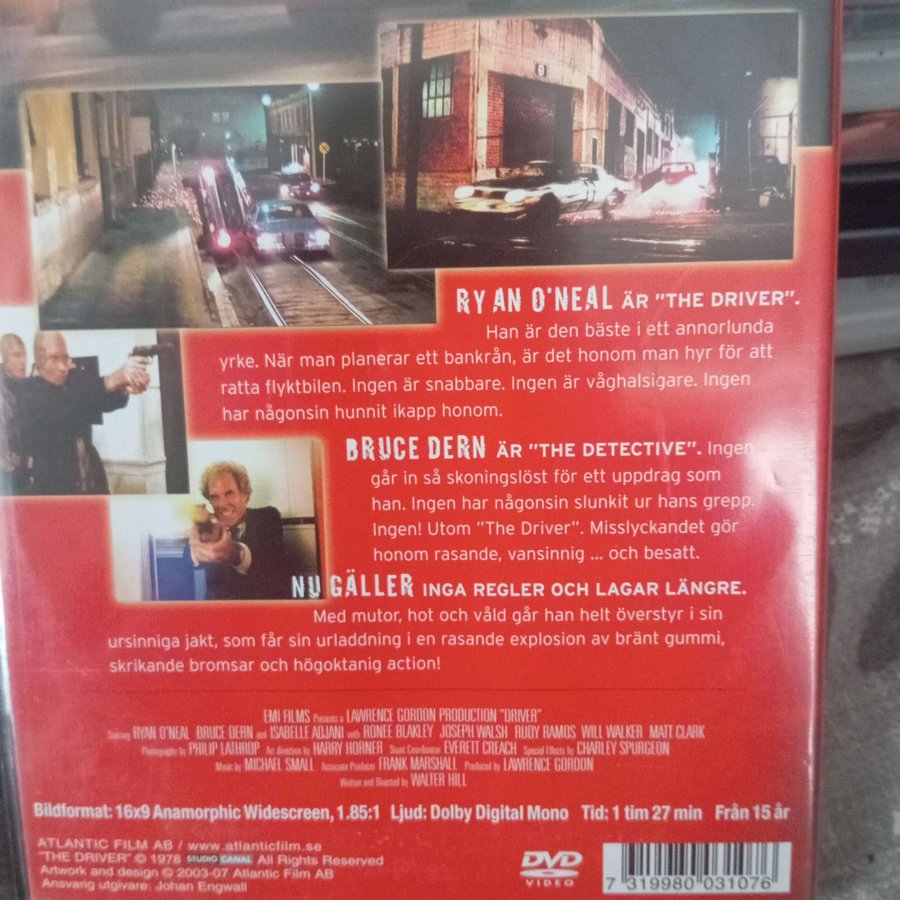 RYAN O'NEAL ÄR "THE DRIVER".
Han är den bäste i ett annorlunda
yrke. När man planerar ett bankrån, är det honom man hyr för att
ratta flyktbilen. Ingen är snabbare. Ingen är våghalsigare. Ingen
har någonsin hunnit ikapp honom.
BRUCE DERN ÄR "THE DETECTIVE". Ingen
går in så skoningslöst för ett uppdrag som
han. Ingen har någonsin slunkit ur hans grepp.
Ingen! Utom "The Driver". Misslyckandet gör
honom rasande, vansinnig ... och besatt.
NU GÄLLER INGA REGLER OCH LAGAR LÄNGRE.
Med mutor, hot och våld går han helt överstyr i sin
ursinniga jakt, som får sin urladdning i en rasande explosion av bränt gummi,
skrikande bromsar och högoktanig action!
EMI FILMS Presents a LAWRENCE GORDON PRODUCTION "DRIVER"
Starring RYAN O'NEAL BRUCE DERN and ISABELLE ADJANI with RONEE BLAKLEY JOSEPH WALSH RUDY RAMOS WILL WALKER MATT CLARK
Photography by PHILIP LATHROP Art direction by HARRY HORNER Stunt Coordinator EVERETT CREACH Special Effects by CHARLEY SPURGEON
Music by MICHAEL SMALL Associate Producer FRANK MARSHALL Produced by LAWRENCE GORDON
Written and Directed by WALTER HILL
Bildformat: 16x9 Anamorphic Widescreen, 1.85:1 Ljud: Dolby Digital Mono Tid: 1 tim 27 min Från 15 år
ATLANTIC FILM AB / www.atlanticfilm.se
"THE DRIVER" © 1978 STUDIO CANAL All Rights Reserved
Artwork and design © 2003-07 Atlantic Film AB
Ansvarig utgivare: Johan Engwall
DVD
VIDEO
7 319980 031076